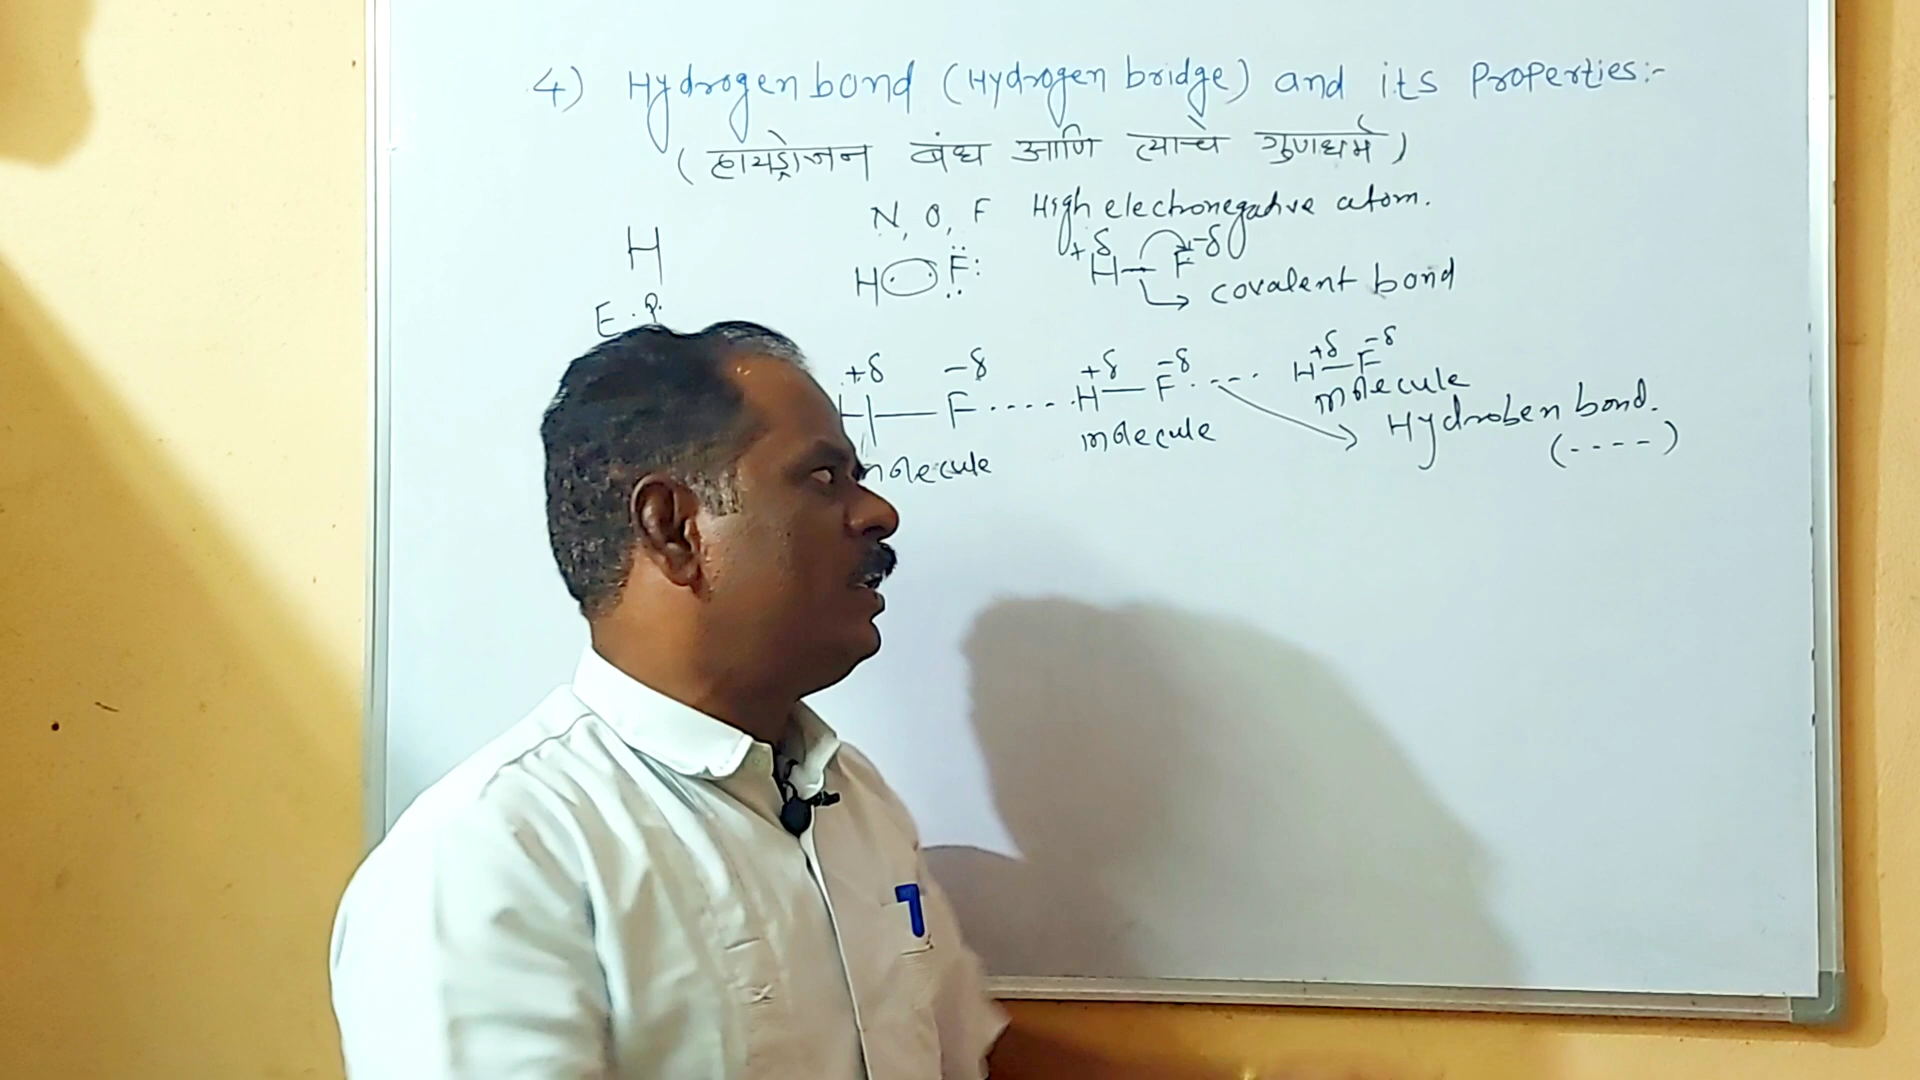 4) Hydrogen bond (Hydrogen bridge) and its Properties:-
(हायड्रोजन बंध आणि त्याचे गुणधर्म)
N, O, F High electronegative atom.
H
H F
+δ -δ
H — F
covalent bond
E.P.
+δ -δ +δ -δ +δ -δ
H — F ---- H — F ---- H — F
molecule molecule molecule
Hydroben bond.
(----)